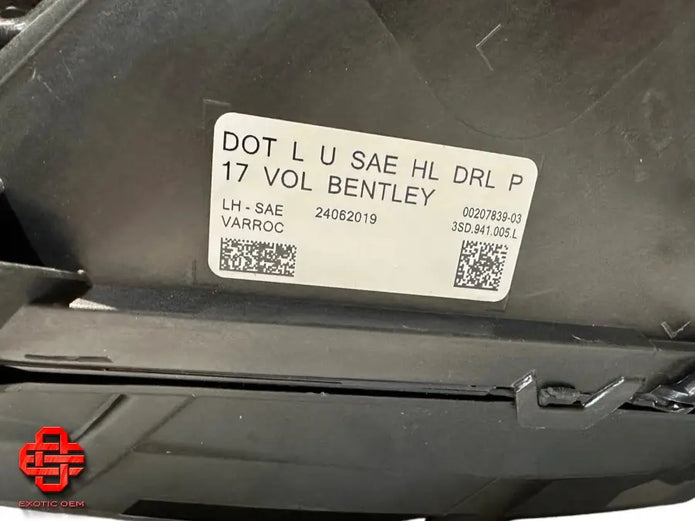 DOT L U SAE HL DRL P
17 VOL BENTLEY
LH - SAE 24062019 00207839-03
VARROC 3SD.941.005.L
EXOTIC OEM